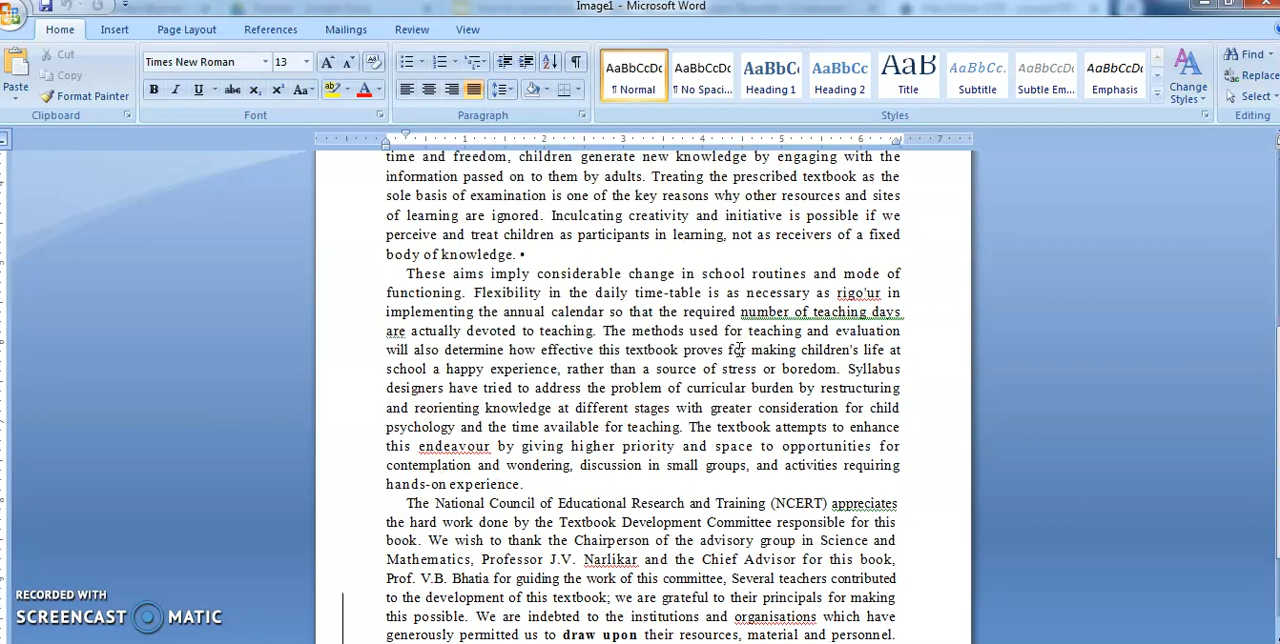 Image1 - Microsoft Word
Home Insert Page Layout References Mailings Review View
Cut
Copy
Format Painter
Paste
Clipboard
Times New Roman 13
B I U abc X₂ X² Aa
Font
Paragraph
AaBbCcDc AaBbCcDc AaBbC AaBbCc AaB AaBbCc. AaBbCcDc AaBbCcDc
¶ Normal ¶ No Spaci... Heading 1 Heading 2 Title Subtitle Subtle Em... Emphasis
Change
Styles
Styles
Find
Replace
Select
Editing
1 2 3 4 5 6 7
time and freedom, children generate new knowledge by engaging with the
information passed on to them by adults. Treating the prescribed textbook as the
sole basis of examination is one of the key reasons why other resources and sites
of learning are ignored. Inculcating creativity and initiative is possible if we
perceive and treat children as participants in learning, not as receivers of a fixed
body of knowledge. •
These aims imply considerable change in school routines and mode of
functioning. Flexibility in the daily time-table is as necessary as rigo'ur in
implementing the annual calendar so that the required number of teaching days
are actually devoted to teaching. The methods used for teaching and evaluation
will also determine how effective this textbook proves for making children's life at
school a happy experience, rather than a source of stress or boredom. Syllabus
designers have tried to address the problem of curricular burden by restructuring
and reorienting knowledge at different stages with greater consideration for child
psychology and the time available for teaching. The textbook attempts to enhance
this endeavour by giving higher priority and space to opportunities for
contemplation and wondering, discussion in small groups, and activities requiring
hands-on experience.
The National Council of Educational Research and Training (NCERT) appreciates
the hard work done by the Textbook Development Committee responsible for this
book. We wish to thank the Chairperson of the advisory group in Science and
Mathematics, Professor J.V. Narlikar and the Chief Advisor for this book,
Prof. V.B. Bhatia for guiding the work of this committee, Several teachers contributed
to the development of this textbook; we are grateful to their principals for making
this possible. We are indebted to the institutions and organisations which have
generously permitted us to draw upon their resources, material and personnel.
RECORDED WITH
SCREENCAST MATIC